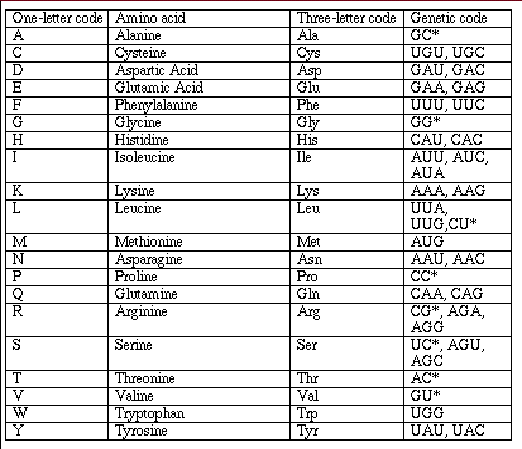 One-letter code Amino acid Three-letter code Genetic code
A Alanine Ala GC*
C Cysteine Cys UGU, UGC
D Aspartic Acid Asp GAU, GAC
E Glutamic Acid Glu GAA, GAG
F Phenylalanine Phe UUU, UUC
G Glycine Gly GG*
H Histidine His CAU, CAC
I Isoleucine Ile AUU, AUC,
AUA
K Lysine Lys AAA, AAG
L Leucine Leu UUA,
UUG,CU*
M Methionine Met AUG
N Asparagine Asn AAU, AAC
P Proline Pro CC*
Q Glutamine Gln CAA, CAG
R Arginine Arg CG*, AGA,
AGG
S Serine Ser UC*, AGU,
AGC
T Threonine Thr AC*
V Valine Val GU*
W Tryptophan Trp UGG
Y Tyrosine Tyr UAU, UAC